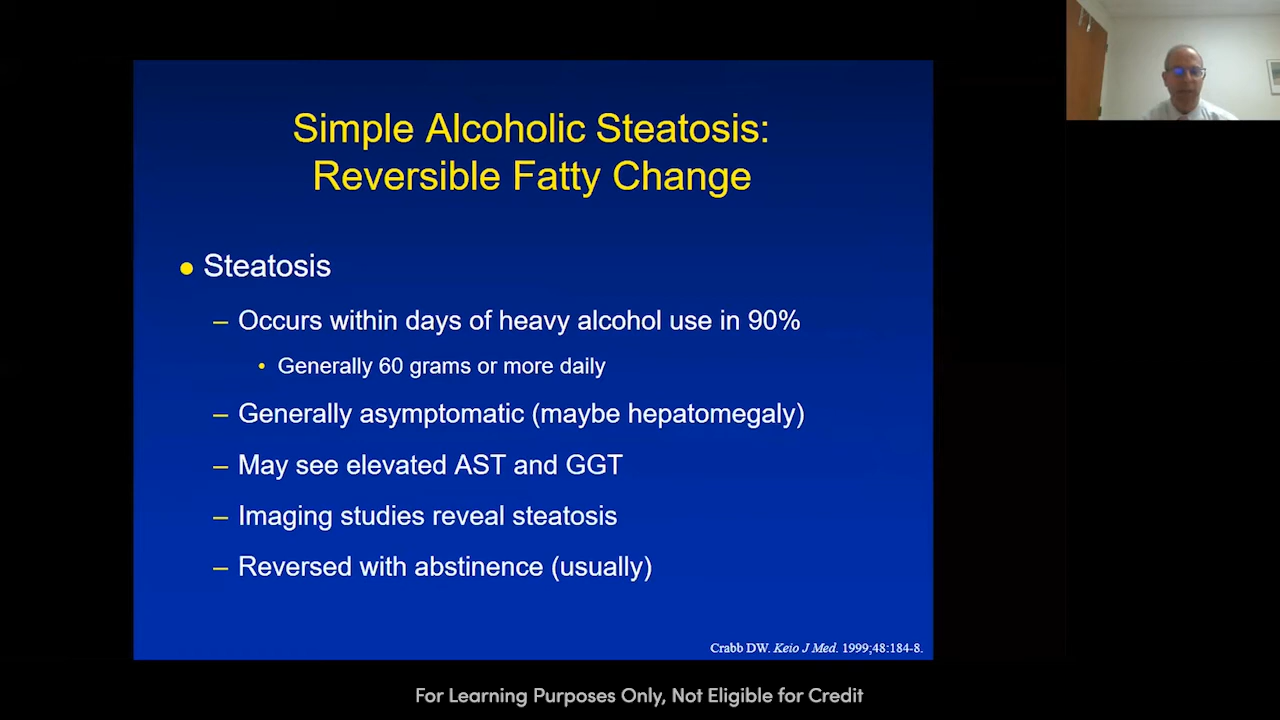 Simple Alcoholic Steatosis:
Reversible Fatty Change
• Steatosis
– Occurs within days of heavy alcohol use in 90%
• Generally 60 grams or more daily
– Generally asymptomatic (maybe hepatomegaly)
– May see elevated AST and GGT
– Imaging studies reveal steatosis
– Reversed with abstinence (usually)
Crabb DW. Keio J Med. 1999;48:184-8.
For Learning Purposes Only, Not Eligible for Credit